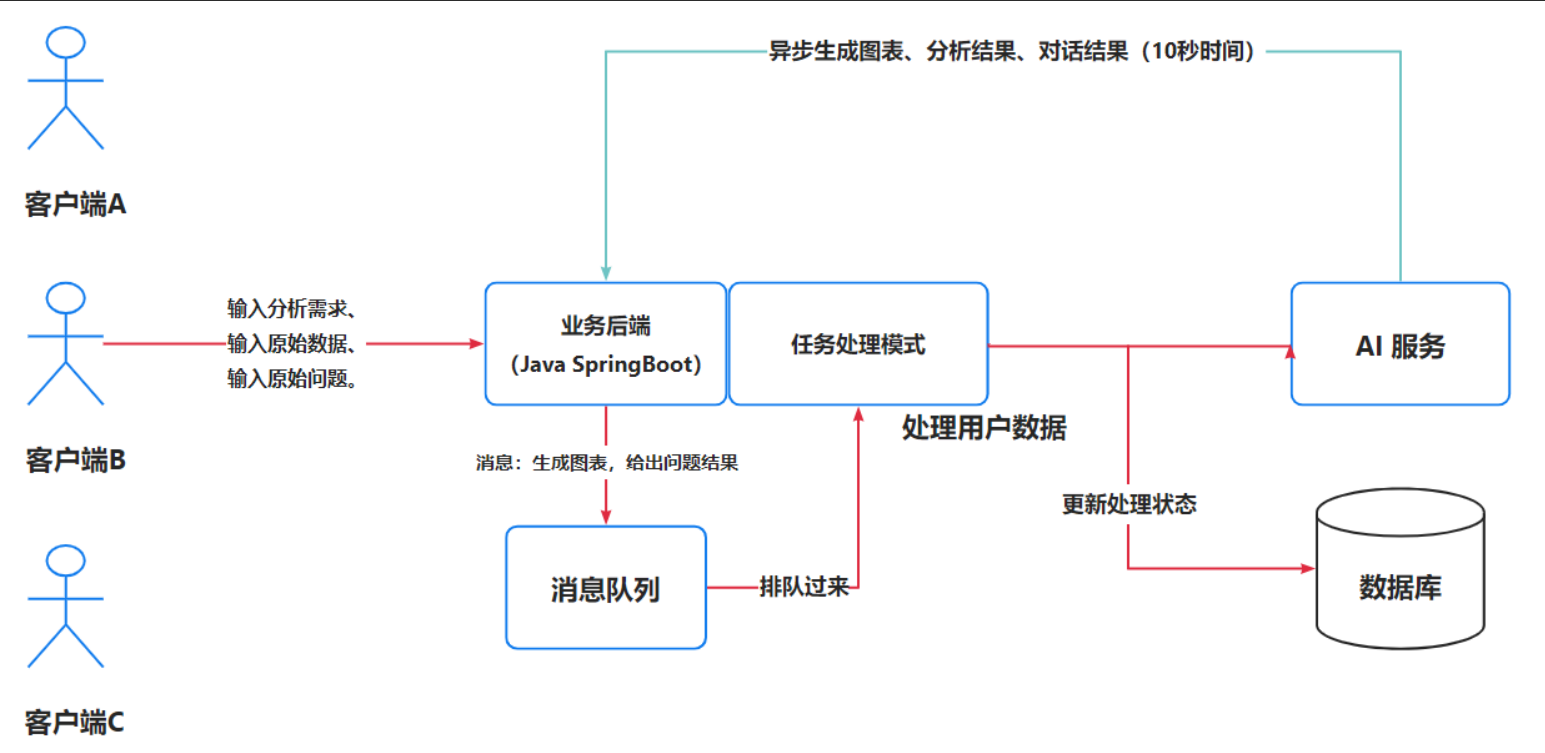 异步生成图表、分析结果、对话结果（10秒时间）
客户端A
输入分析需求、
输入原始数据、
输入原始问题。
业务后端
（Java SpringBoot）
任务处理模式
AI 服务
处理用户数据
客户端B
消息：生成图表，给出问题结果
更新处理状态
消息队列
排队过来
数据库
客户端C